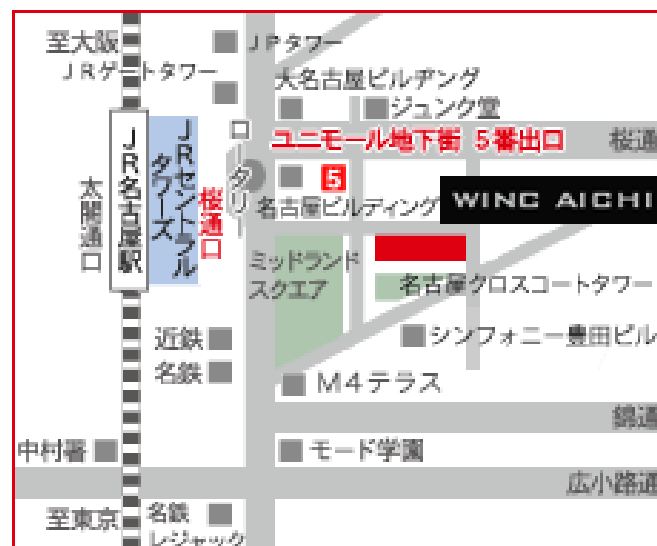 至大阪
JPタワー
JRゲートタワー
大名古屋ビルヂング
ジュンク堂
ユニモール地下街 5番出口
桜通
ロータリー
JR名古屋駅
JRセントラル
タワーズ
桜通口
太閤通口
5
名古屋ビルディング
WINC AICHI
ミッドランド
スクエア
名古屋クロスコートタワー
近鉄
シンフォニー豊田ビル
名鉄
M4テラス
錦通
中村署
モード学園
広小路通
至東京
名鉄
レジャック